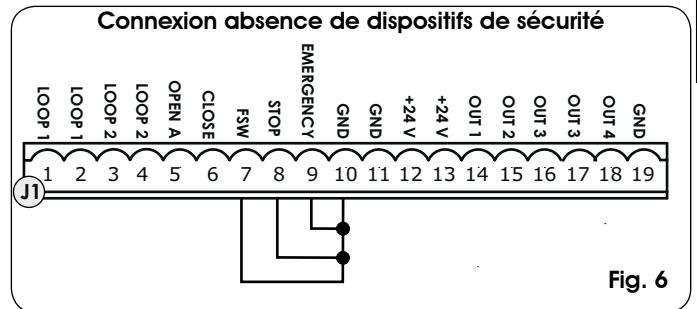 Connexion absence de dispositifs de sécurité
LOOP 1
LOOP 1
LOOP 2
LOOP 2
OPEN A
CLOSE
FSW
STOP
EMERGENCY
GND
GND
+24 V
+24 V
OUT 1
OUT 2
OUT 3
OUT 3
OUT 4
GND
J1
1 2 3 4 5 6 7 8 9 10 11 12 13 14 15 16 17 18 19
Fig. 6